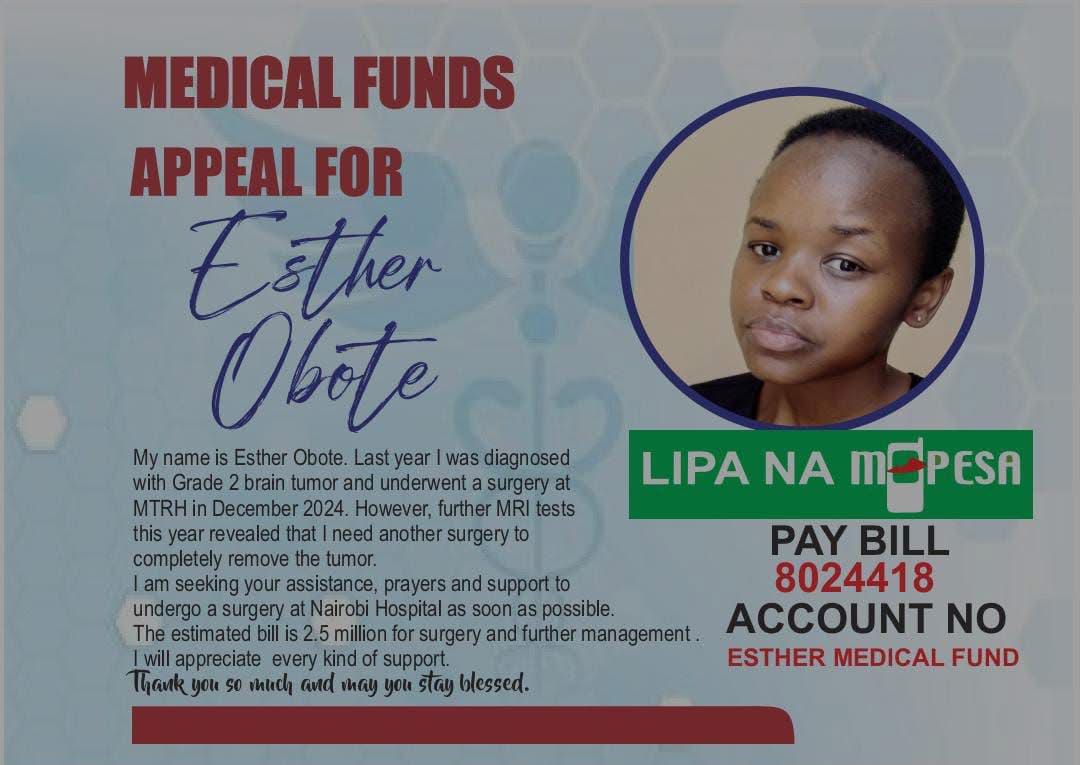 MEDICAL FUNDS
APPEAL FOR
Esther
Obote
My name is Esther Obote. Last year I was diagnosed
with Grade 2 brain tumor and underwent a surgery at
MTRH in December 2024. However, further MRI tests
this year revealed that I need another surgery to
completely remove the tumor.
I am seeking your assistance, prayers and support to
undergo a surgery at Nairobi Hospital as soon as possible.
The estimated bill is 2.5 million for surgery and further management .
I will appreciate every kind of support.
Thank you so much and may you stay blessed.
LIPA NA M-PESA
PAY BILL
8024418
ACCOUNT NO
ESTHER MEDICAL FUND